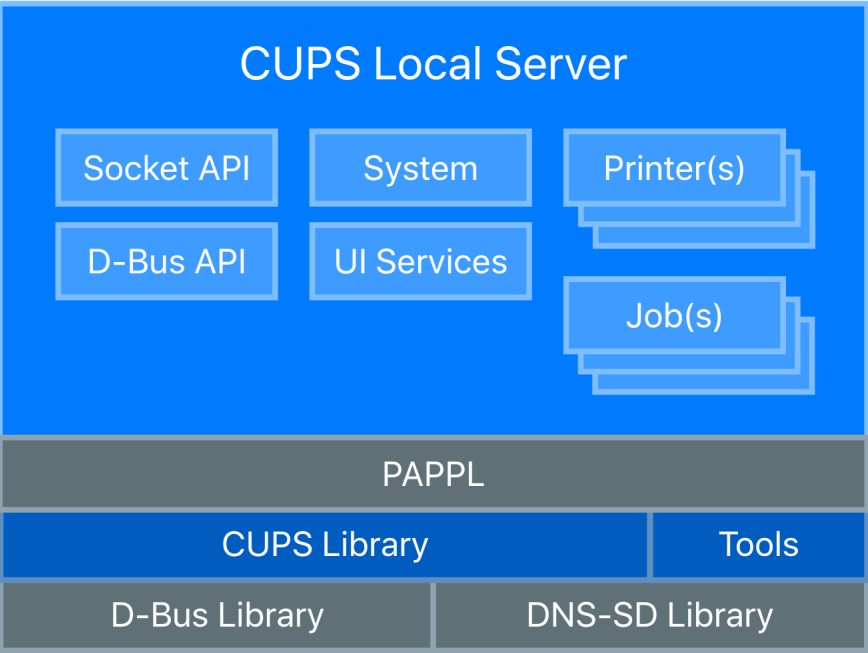 CUPS Local Server
Socket API
System
Printer(s)
D-Bus API
UI Services
Job(s)
PAPPL
CUPS Library
Tools
D-Bus Library
DNS-SD Library